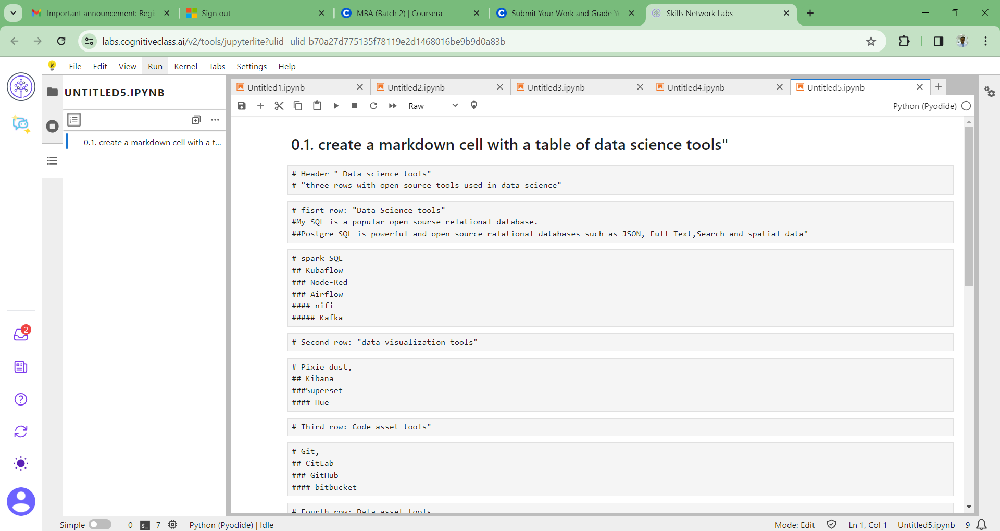 Important announcement: Regi
Sign out
MBA (Batch 2) | Coursera
Submit Your Work and Grade Yo
Skills Network Labs
labs.cognitiveclass.ai/v2/tools/jupyterlite?ulid=ulid-b70a27d775135f78119e2d1468016be9b9d0a83b
File Edit View Run Kernel Tabs Settings Help
UNTITLED5.IPYNB
Untitled1.ipynb
Untitled2.ipynb
Untitled3.ipynb
Untitled4.ipynb
Untitled5.ipynb
Raw
Python (Pyodide)
0.1. create a markdown cell with a t...
0.1. create a markdown cell with a table of data science tools"
# Header " Data science tools"
# "three rows with open source tools used in data science"
# fisrt row: "Data Science tools"
#My SQL is a popular open sourse relational database.
##Postgre SQL is powerful and open source ralational databases such as JSON, Full-Text,Search and spatial data"
# spark SQL
## Kubaflow
### Node-Red
### Airflow
#### nifi
##### Kafka
# Second row: "data visualization tools"
# Pixie dust,
## Kibana
###Superset
#### Hue
# Third row: Code asset tools"
# Git,
## CitLab
### GitHub
#### bitbucket
# Fourth row: Data asset tools
2
Simple
0
$_
7
Python (Pyodide) | Idle
Mode: Edit
Ln 1, Col 1
Untitled5.ipynb
9